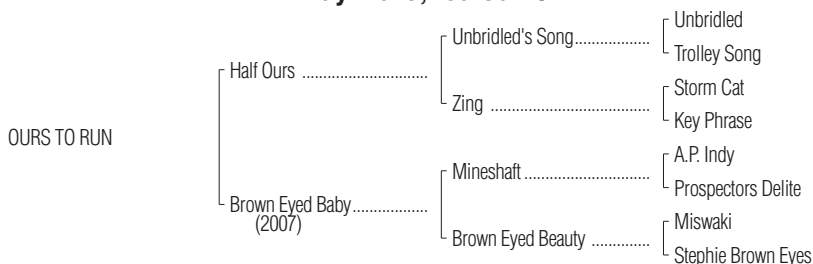 Unbridled
Unbridled's Song..................
Trolley Song
Half Ours ..............................
Storm Cat
Zing ......................................
Key Phrase
OURS TO RUN
A.P. Indy
Mineshaft ..............................
Prospectors Delite
Brown Eyed Baby..................
(2007)
Miswaki
Brown Eyed Beauty ..............
Stephie Brown Eyes